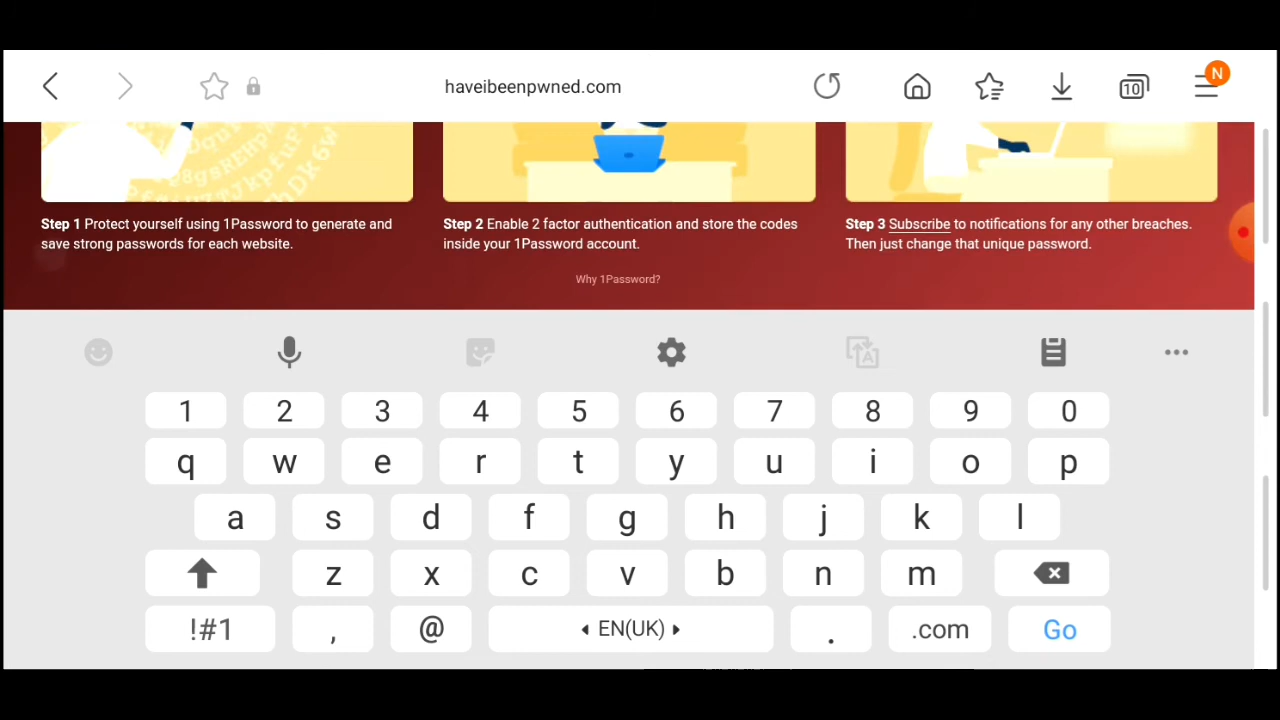 haveibeenpwned.com
10
N
Step 1 Protect yourself using 1Password to generate and
save strong passwords for each website.
Step 2 Enable 2 factor authentication and store the codes
inside your 1Password account.
Step 3 Subscribe to notifications for any other breaches.
Then just change that unique password.
Why 1Password?
1 2 3 4 5 6 7 8 9 0
q w e r t y u i o p
a s d f g h j k l
z x c v b n m
!#1 , @ EN(UK) . .com Go